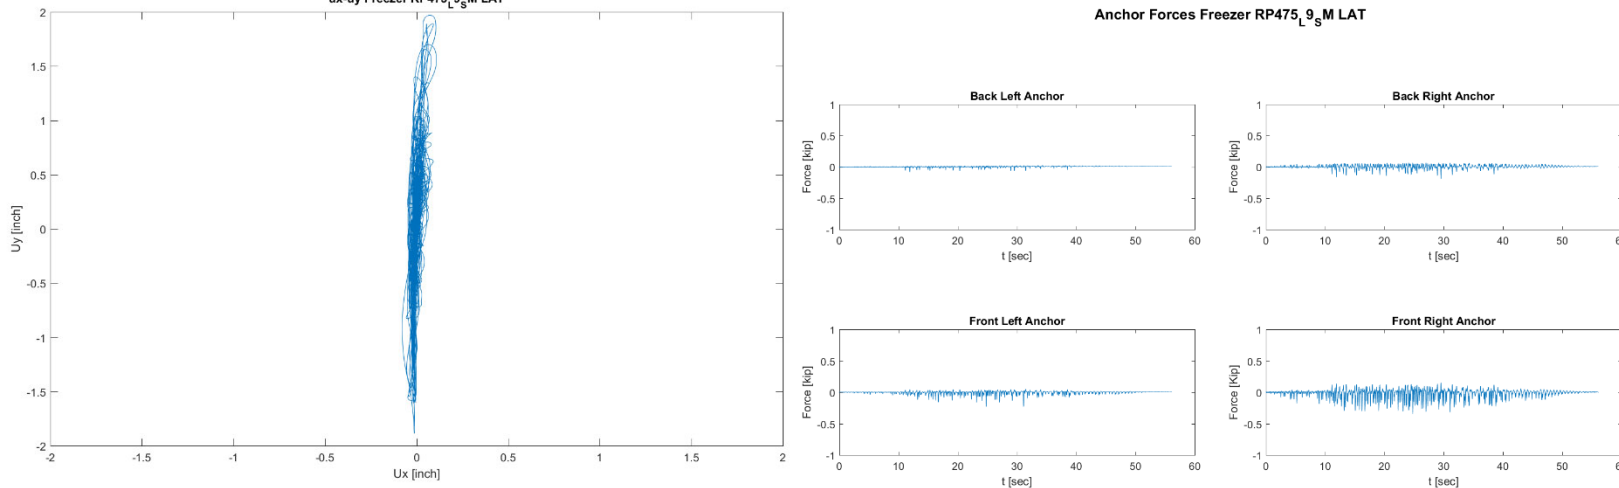 ux-uy Freezer RP475L9SM LAT
2
1.5
1
0.5
0
-0.5
-1
-1.5
-2
Uy [inch]
-2 -1.5 -1 -0.5 0 0.5 1 1.5 2
Ux [inch]
Anchor Forces Freezer RP475L9SM LAT
Back Left Anchor
1
0.5
0
-0.5
-1
Force [kip]
0 10 20 30 40 50 60
t [sec]
Back Right Anchor
1
0.5
0
-0.5
-1
Force [kip]
0 10 20 30 40 50
t [sec]
Front Left Anchor
1
0.5
0
-0.5
-1
Force [kip]
0 10 20 30 40 50 60
t [sec]
Front Right Anchor
1
0.5
0
-0.5
-1
Force [Kip]
0 10 20 30 40 50
t [sec]